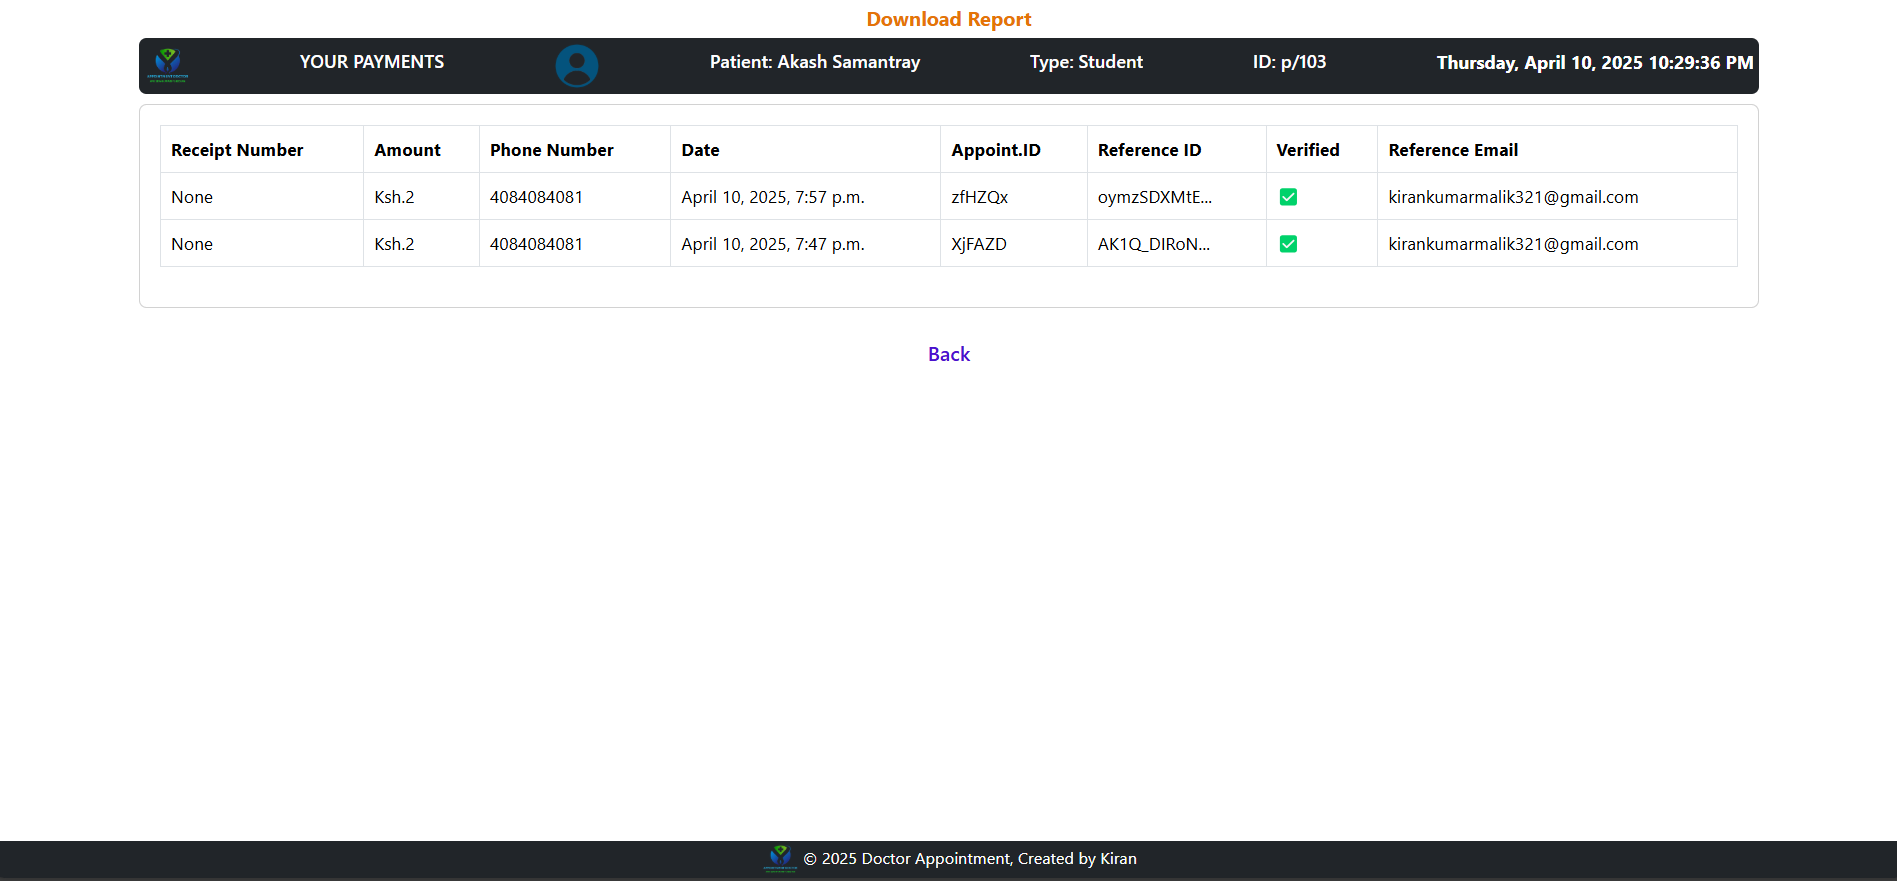 Download Report
YOUR PAYMENTS Patient: Akash Samantray Type: Student ID: p/103 Thursday, April 10, 2025 10:29:36 PM
Receipt Number Amount Phone Number Date Appoint.ID Reference ID Verified Reference Email
None Ksh.2 4084084081 April 10, 2025, 7:57 p.m. zfHZQx oymzSDXMtE... kirankumarmalik321@gmail.com
None Ksh.2 4084084081 April 10, 2025, 7:47 p.m. XjFAZD AK1Q_DIRoN... kirankumarmalik321@gmail.com
Back
© 2025 Doctor Appointment, Created by Kiran